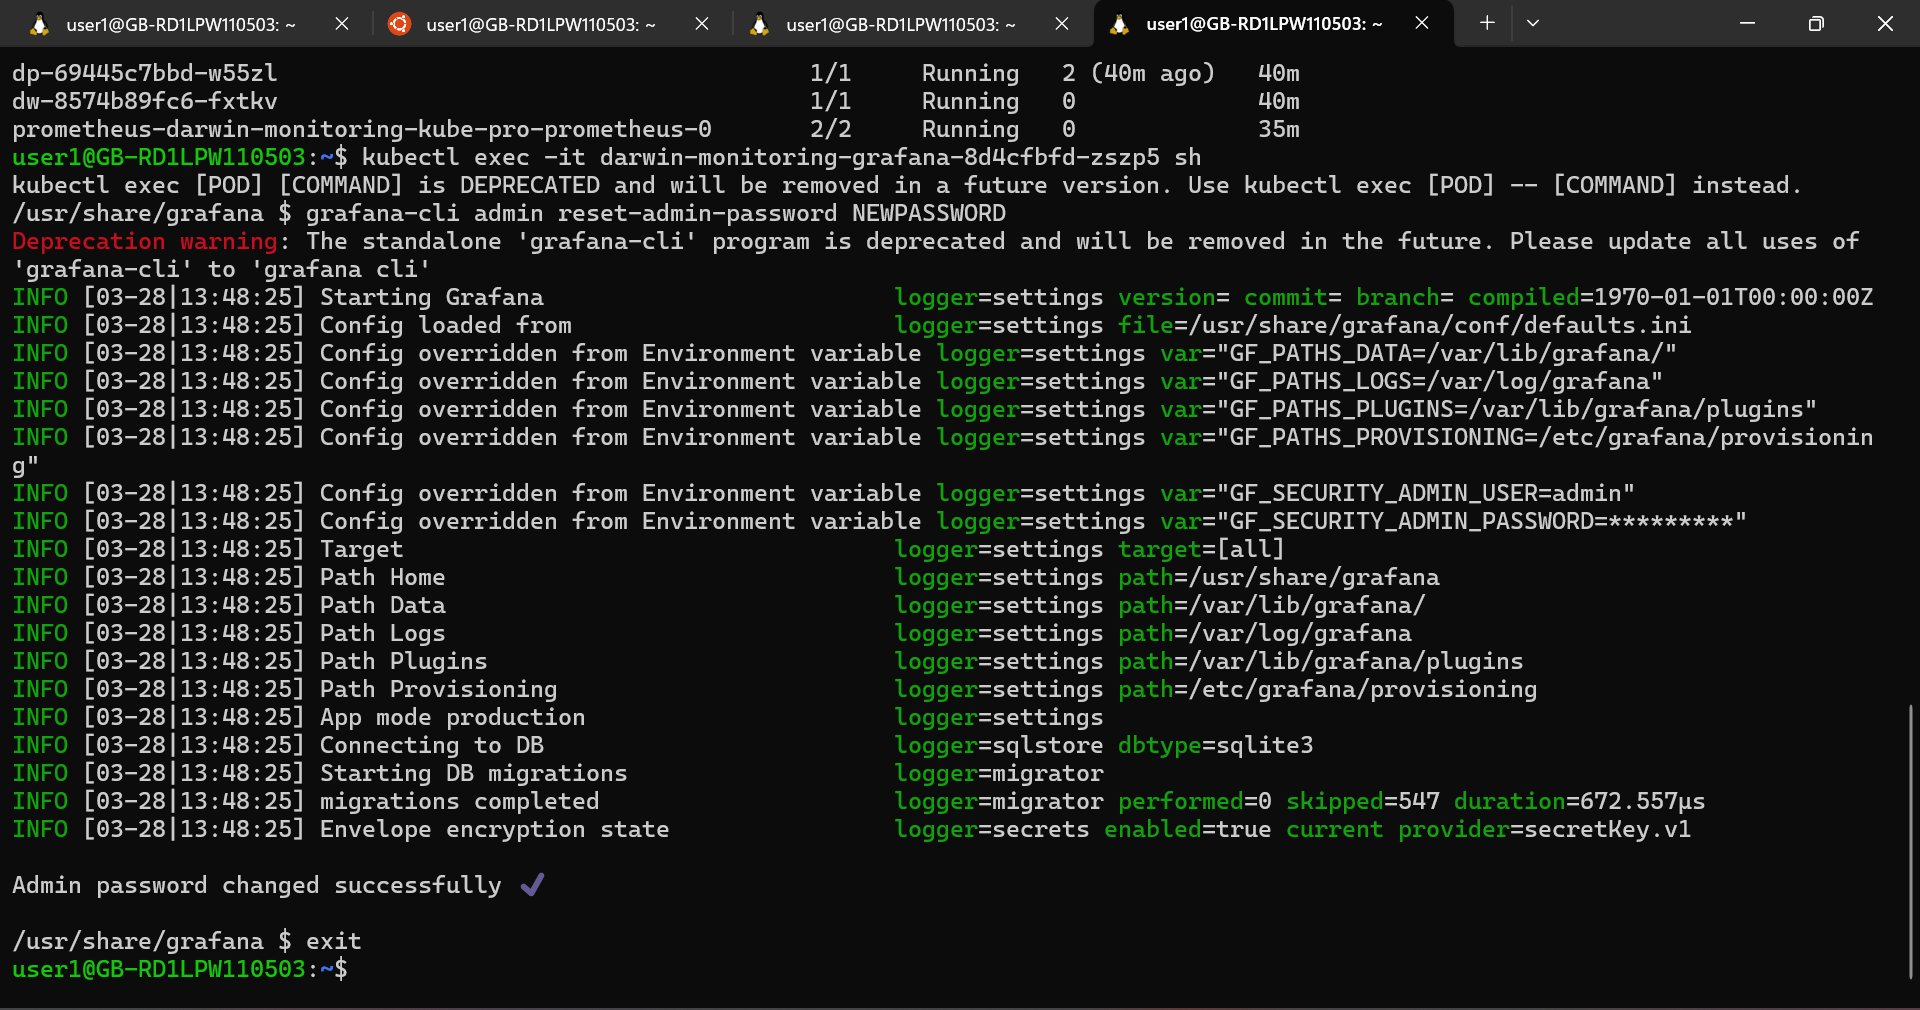 user1@GB-RD1LPW110503: ~ user1@GB-RD1LPW110503: ~ user1@GB-RD1LPW110503: ~ user1@GB-RD1LPW110503: ~
dp-69445c7bbd-w55zl 1/1 Running 2 (40m ago) 40m
dw-8574b89fc6-fxtkv 1/1 Running 0 40m
prometheus-darwin-monitoring-kube-pro-prometheus-0 2/2 Running 0 35m
user1@GB-RD1LPW110503:~$ kubectl exec -it darwin-monitoring-grafana-8d4cfbfd-zszp5 sh
kubectl exec [POD] [COMMAND] is DEPRECATED and will be removed in a future version. Use kubectl exec [POD] -- [COMMAND] instead.
/usr/share/grafana $ grafana-cli admin reset-admin-password NEWPASSWORD
Deprecation warning: The standalone 'grafana-cli' program is deprecated and will be removed in the future. Please update all uses of
'grafana-cli' to 'grafana cli'
INFO [03-28|13:48:25] Starting Grafana logger=settings version= commit= branch= compiled=1970-01-01T00:00:00Z
INFO [03-28|13:48:25] Config loaded from logger=settings file=/usr/share/grafana/conf/defaults.ini
INFO [03-28|13:48:25] Config overridden from Environment variable logger=settings var="GF_PATHS_DATA=/var/lib/grafana/"
INFO [03-28|13:48:25] Config overridden from Environment variable logger=settings var="GF_PATHS_LOGS=/var/log/grafana"
INFO [03-28|13:48:25] Config overridden from Environment variable logger=settings var="GF_PATHS_PLUGINS=/var/lib/grafana/plugins"
INFO [03-28|13:48:25] Config overridden from Environment variable logger=settings var="GF_PATHS_PROVISIONING=/etc/grafana/provisionin
g"
INFO [03-28|13:48:25] Config overridden from Environment variable logger=settings var="GF_SECURITY_ADMIN_USER=admin"
INFO [03-28|13:48:25] Config overridden from Environment variable logger=settings var="GF_SECURITY_ADMIN_PASSWORD=*********"
INFO [03-28|13:48:25] Target logger=settings target=[all]
INFO [03-28|13:48:25] Path Home logger=settings path=/usr/share/grafana
INFO [03-28|13:48:25] Path Data logger=settings path=/var/lib/grafana/
INFO [03-28|13:48:25] Path Logs logger=settings path=/var/log/grafana
INFO [03-28|13:48:25] Path Plugins logger=settings path=/var/lib/grafana/plugins
INFO [03-28|13:48:25] Path Provisioning logger=settings path=/etc/grafana/provisioning
INFO [03-28|13:48:25] App mode production logger=settings
INFO [03-28|13:48:25] Connecting to DB logger=sqlstore dbtype=sqlite3
INFO [03-28|13:48:25] Starting DB migrations logger=migrator
INFO [03-28|13:48:25] migrations completed logger=migrator performed=0 skipped=547 duration=672.557µs
INFO [03-28|13:48:25] Envelope encryption state logger=secrets enabled=true current provider=secretKey.v1
Admin password changed successfully ✔
/usr/share/grafana $ exit
user1@GB-RD1LPW110503:~$